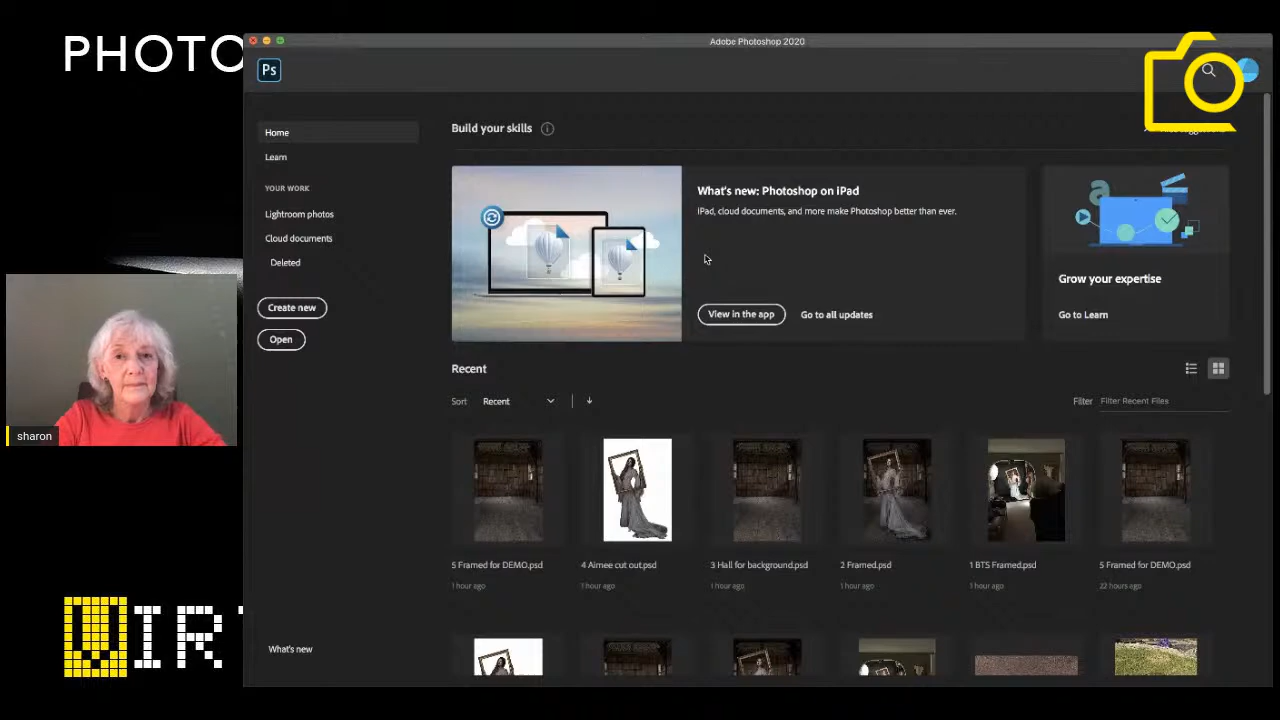 PHOTO
Adobe Photoshop 2020
Ps
Home
Learn
YOUR WORK
Lightroom photos
Cloud documents
Deleted
Create new
Open
What's new
Build your skills
What's new: Photoshop on iPad
iPad, cloud documents, and more make Photoshop better than ever.
View in the app
Go to all updates
Grow your expertise
Go to Learn
Recent
Sort Recent
Filter Filter Recent Files
5 Framed for DEMO.psd
1 hour ago
4 Aimee cut out.psd
1 hour ago
3 Hall for background.psd
1 hour ago
2 Framed.psd
1 hour ago
1 BTS Framed.psd
1 hour ago
5 Framed for DEMO.psd
22 hours ago
sharon
VIRT